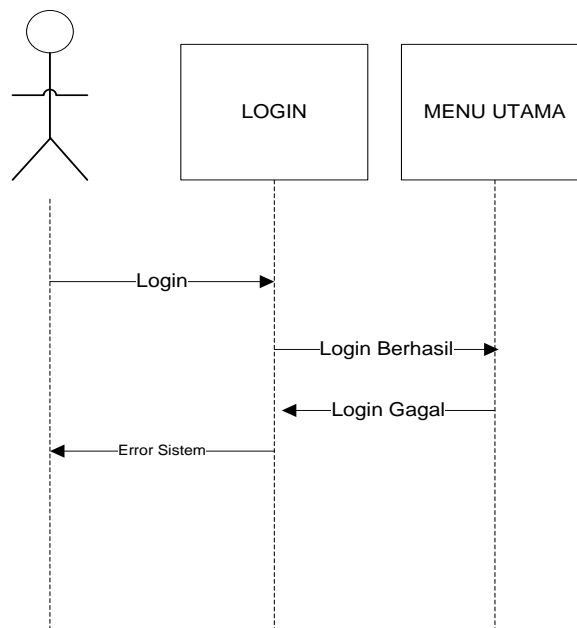 LOGIN
MENU UTAMA
Login
Login Berhasil
Login Gagal
Error Sistem